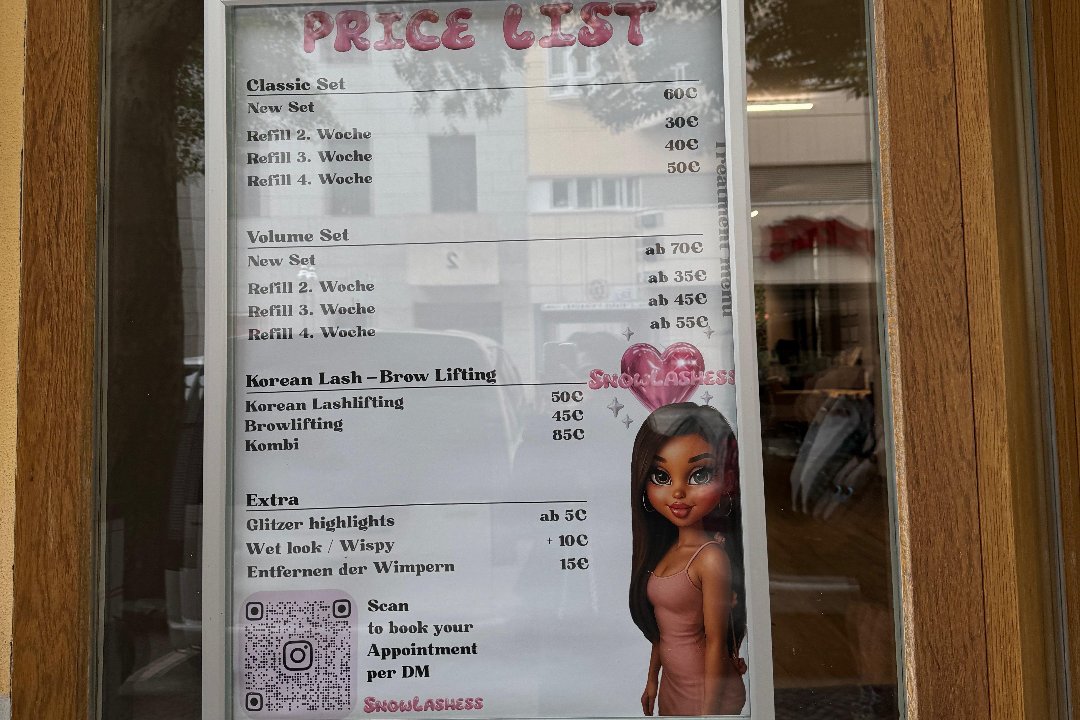 PRICE LIST
Classic Set
New Set 60€
Refill 2. Woche 30€
Refill 3. Woche 40€
Refill 4. Woche 50€
Treatment menu
Volume Set
New Set ab 70€
Refill 2. Woche ab 35€
Refill 3. Woche ab 45€
Refill 4. Woche ab 55€
SNOWLASHESS
Korean Lash – Brow Lifting
Korean Lashlifting 50€
Browlifting 45€
Kombi 85€
Extra
Glitzer highlights ab 5€
Wet look / Wispy + 10€
Entfernen der Wimpern 15€
Scan
to book your
Appointment
per DM
SNOWLASHESS